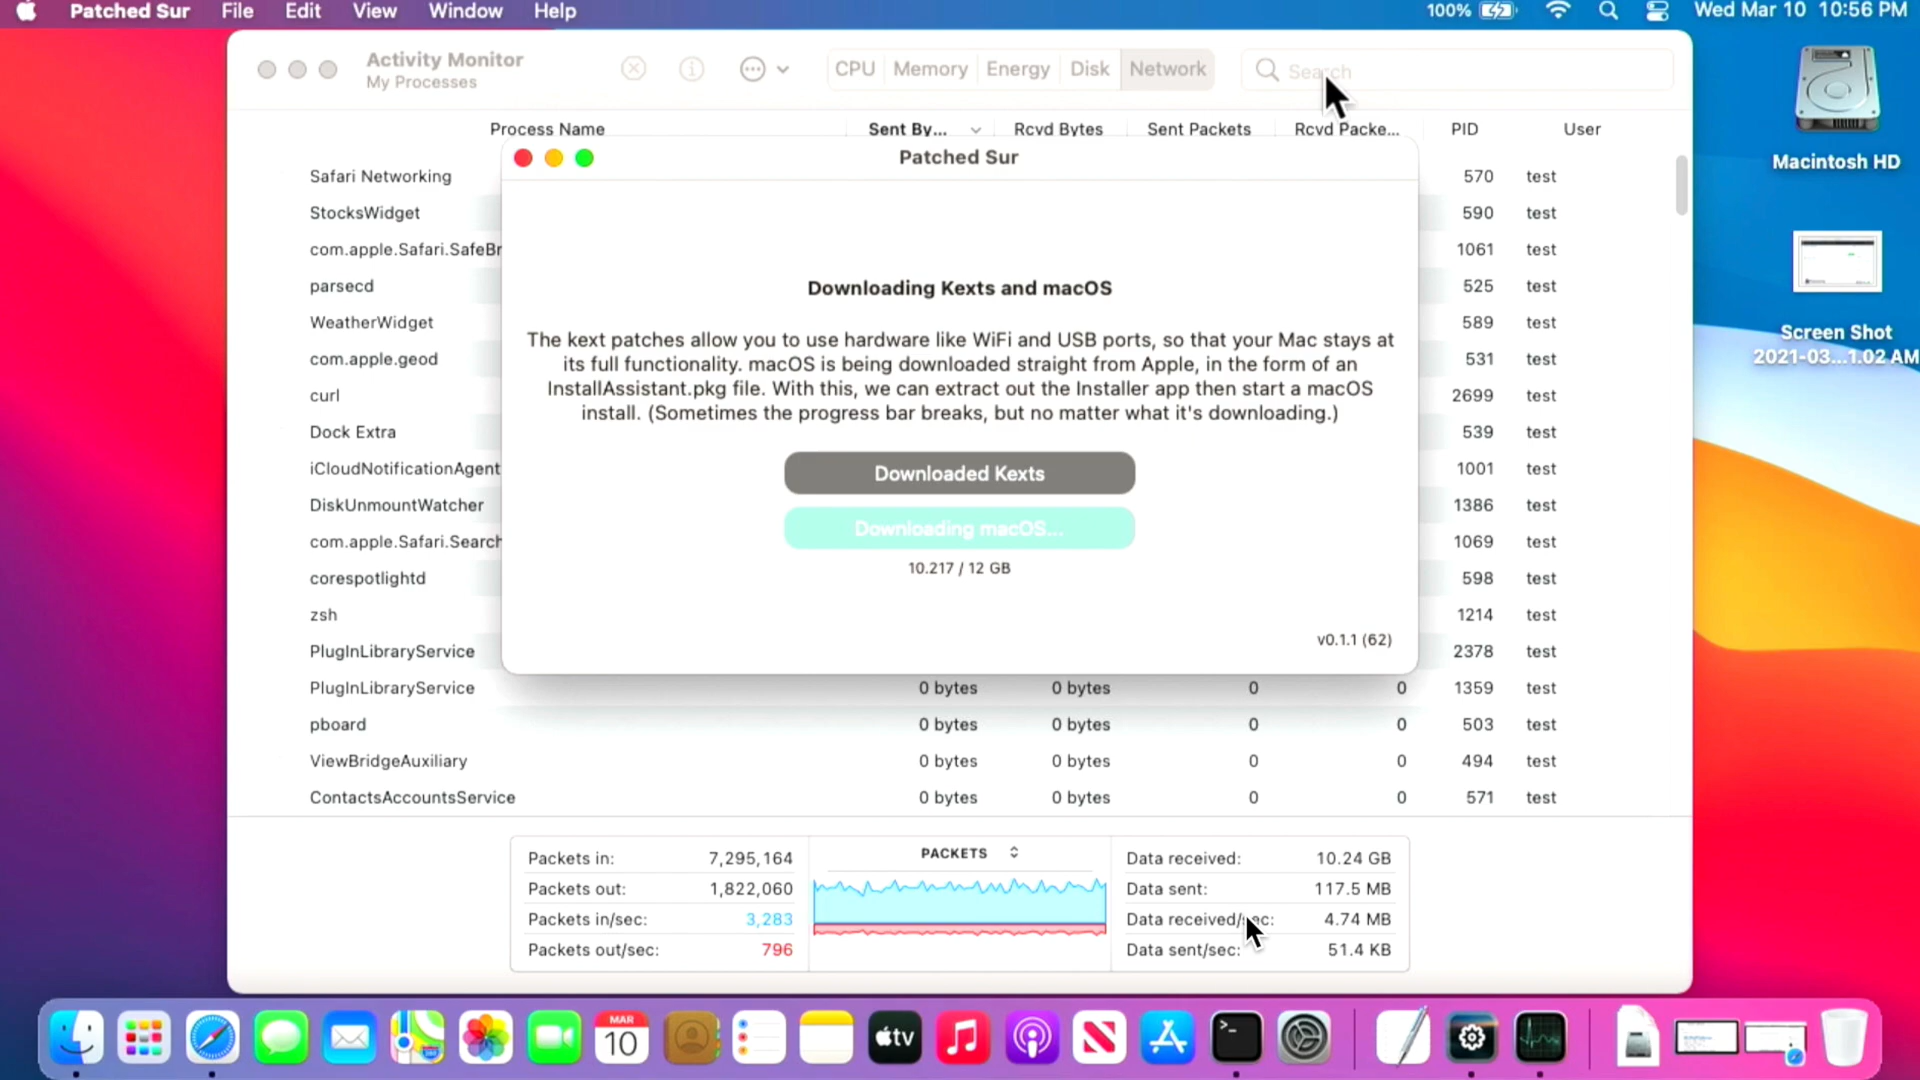 Patched Sur File Edit View Window Help 100% Wed Mar 10 10:56 PM
Activity Monitor
My Processes
CPU Memory Energy Disk Network Search
Process Name Sent By... Rcvd Bytes Sent Packets Rcvd Packe... PID User
Patched Sur
Safari Networking 570 test
StocksWidget 590 test
com.apple.Safari.SafeBr 1061 test
parsecd 525 test
WeatherWidget 589 test
com.apple.geod 531 test
curl 2699 test
Dock Extra 539 test
iCloudNotificationAgent 1001 test
DiskUnmountWatcher 1386 test
com.apple.Safari.Search 1069 test
corespotlightd 598 test
zsh 1214 test
PlugInLibraryService 2378 test
Downloading Kexts and macOS
The kext patches allow you to use hardware like WiFi and USB ports, so that your Mac stays at
its full functionality. macOS is being downloaded straight from Apple, in the form of an
InstallAssistant.pkg file. With this, we can extract out the Installer app then start a macOS
install. (Sometimes the progress bar breaks, but no matter what it's downloading.)
Downloaded Kexts
Downloading macOS...
10.217 / 12 GB
v0.1.1 (62)
PlugInLibraryService 0 bytes 0 bytes 0 0 1359 test
pboard 0 bytes 0 bytes 0 0 503 test
ViewBridgeAuxiliary 0 bytes 0 bytes 0 0 494 test
ContactsAccountsService 0 bytes 0 bytes 0 0 571 test
Packets in: 7,295,164
Packets out: 1,822,060
Packets in/sec: 3,283
Packets out/sec: 796
PACKETS
Data received: 10.24 GB
Data sent: 117.5 MB
Data received/sec: 4.74 MB
Data sent/sec: 51.4 KB
Macintosh HD
Screen Shot
2021-03...1.02 AM
MAR
10
tv